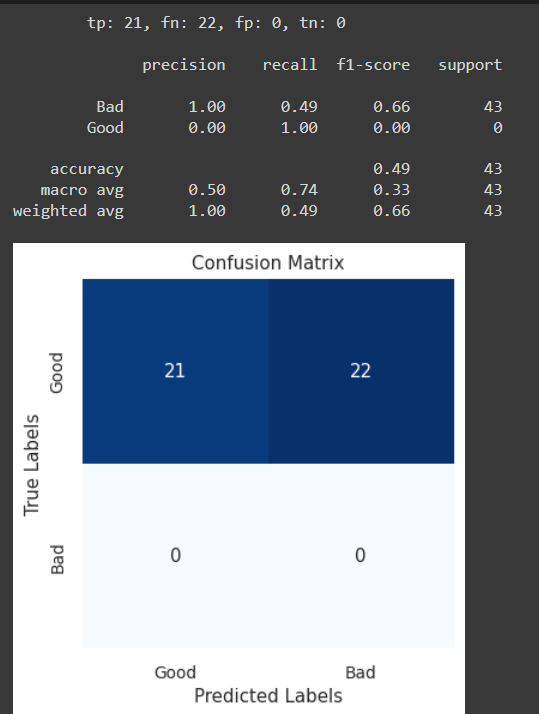 tp: 21, fn: 22, fp: 0, tn: 0
precision recall f1-score support
Bad 1.00 0.49 0.66 43
Good 0.00 1.00 0.00 0
accuracy 0.49 43
macro avg 0.50 0.74 0.33 43
weighted avg 1.00 0.49 0.66 43
Confusion Matrix
True Labels
Good
21 22
Bad
0 0
Good Bad
Predicted Labels